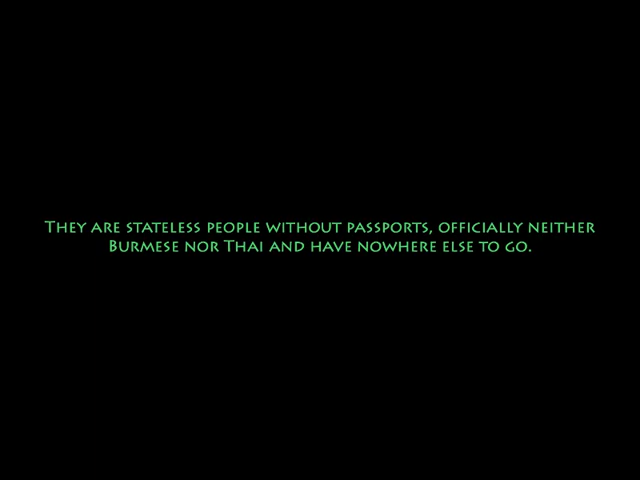 They are stateless people without passports, officially neither
Burmese nor Thai and have nowhere else to go.